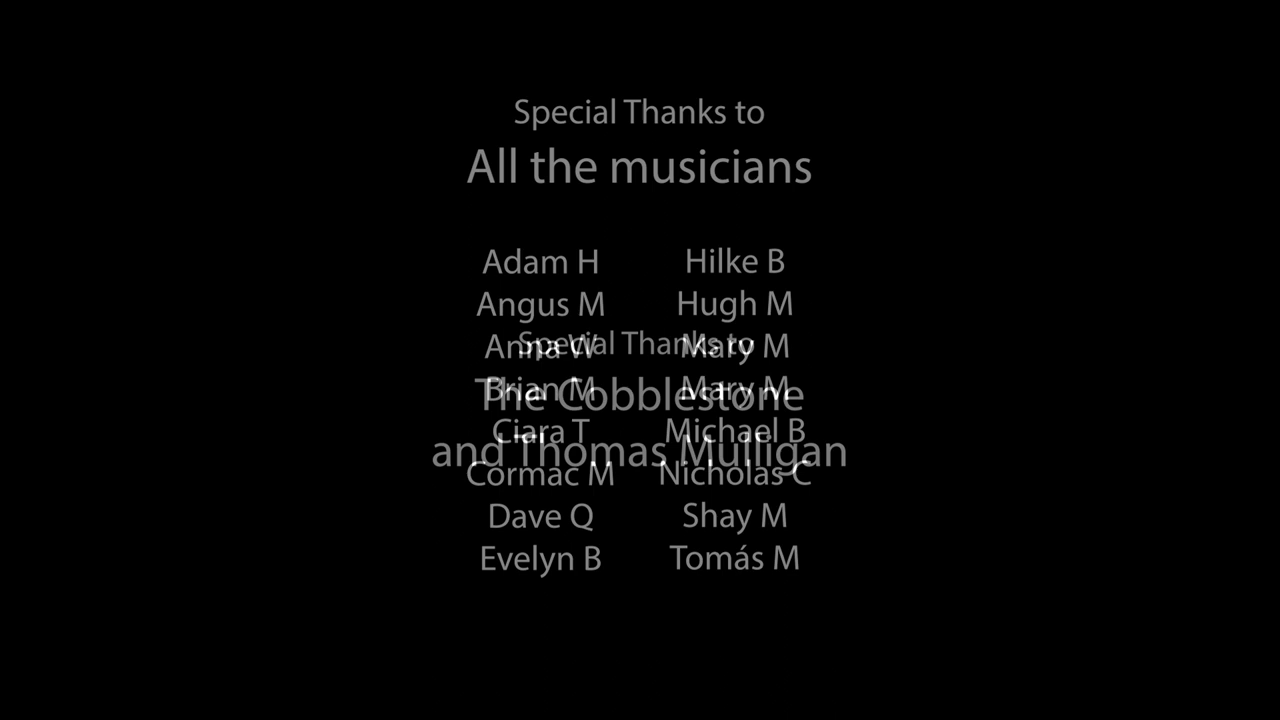 Special Thanks to
All the musicians
Adam H Hilke B
Angus M Hugh M
Anna W Mary M
Brian M Mary M
Ciara T Michael B
Cormac M Nicholas C
Dave Q Shay M
Evelyn B Tomás M
Special Thanks to
The Cobblestone
and Thomas Mulligan